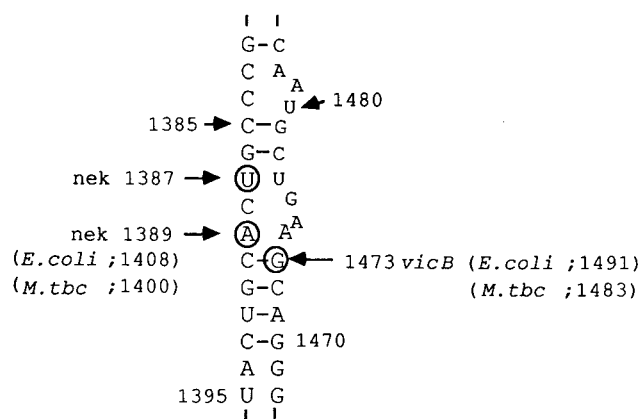 G–C
C A
A
C U 1480
1385 C–G
G–C
nek 1387 U U
G
C A
nek 1389 A A
(E.coli ;1408) C–G 1473 vicB (E.coli ;1491)
(M.tbc ;1400) G–C (M.tbc ;1483)
U–A
C–G 1470
A–G
1395 U G